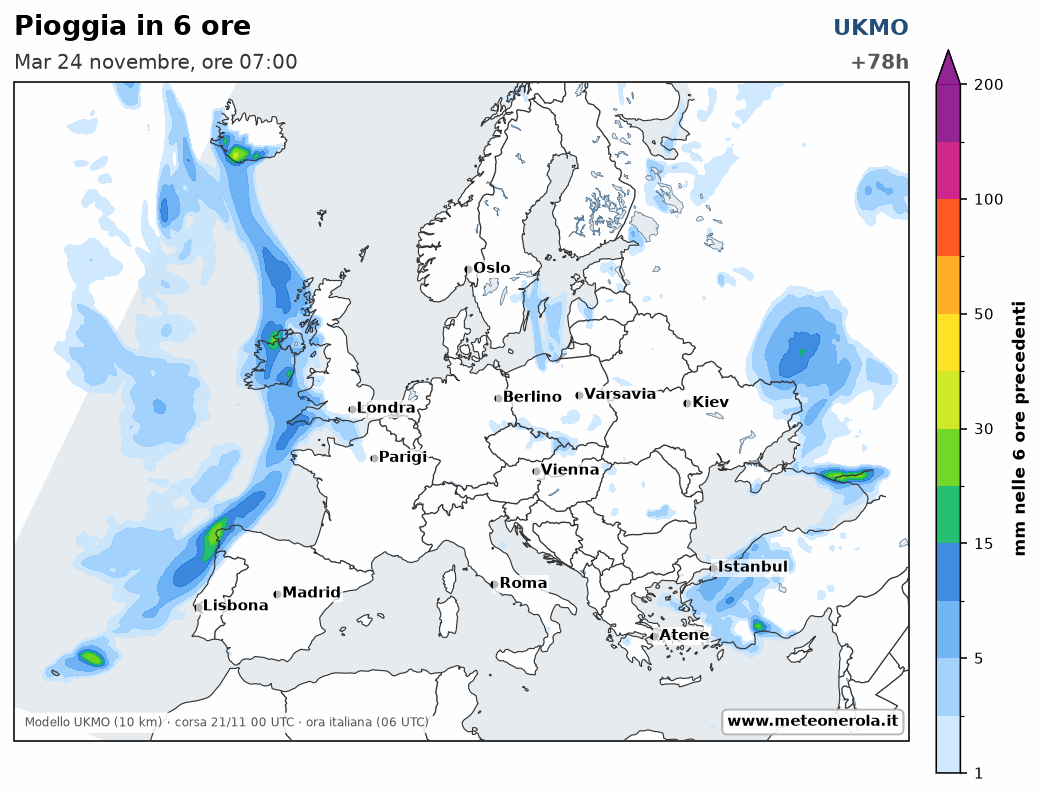 Pioggia in 6 ore
UKMO
Mar 24 novembre, ore 07:00
+78h
200
100
50
30
15
5
1
mm nelle 6 ore precedenti
Oslo
Berlino
Varsavia
Kiev
Londra
Parigi
Vienna
Istanbul
Roma
Madrid
Lisbona
Atene
Modello UKMO (10 km) · corsa 21/11 00 UTC · ora italiana (06 UTC)
www.meteonerola.it